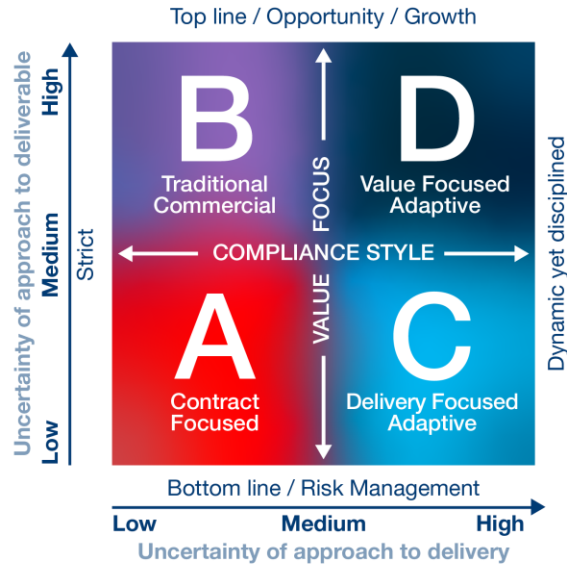 Top line / Opportunity / Growth
Uncertainty of approach to deliverable
High
Medium
Low
Strict
B
Traditional
Commercial
D
Value Focused
Adaptive
VALUE FOCUS
COMPLIANCE STYLE
A
Contract
Focused
C
Delivery Focused
Adaptive
Dynamic yet disciplined
Bottom line / Risk Management
Low Medium High
Uncertainty of approach to delivery